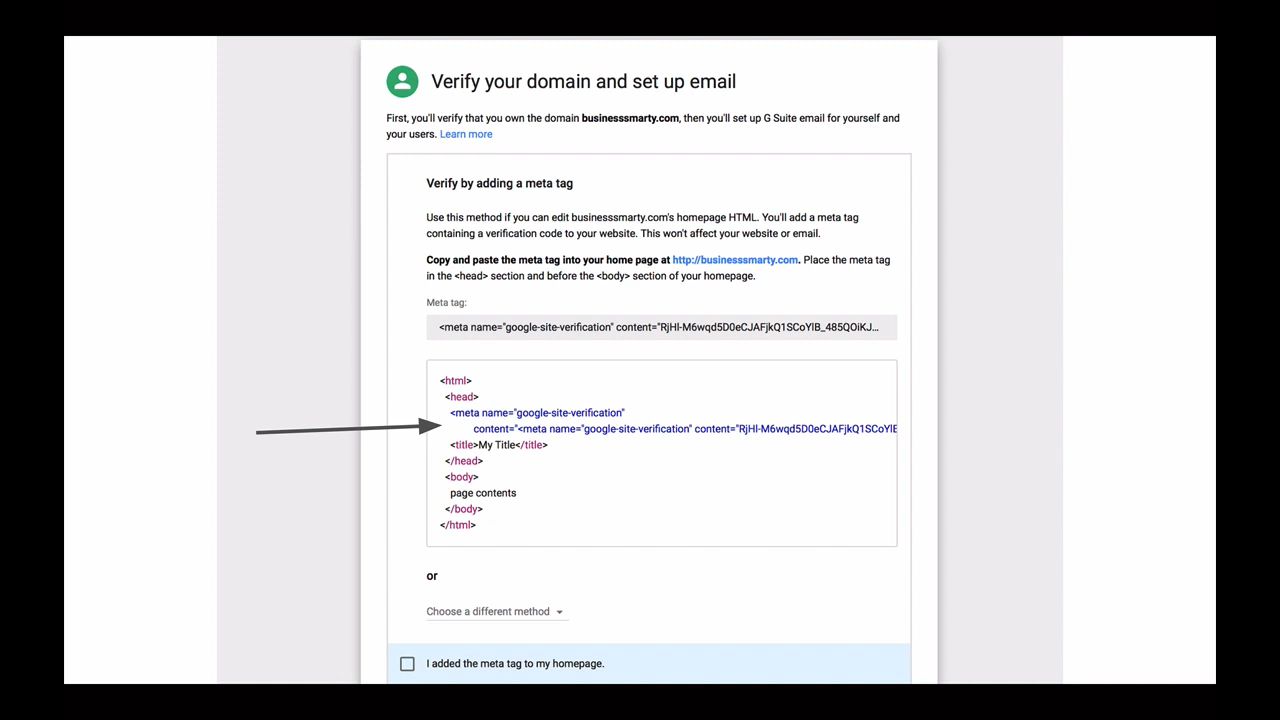 Verify your domain and set up email
First, you'll verify that you own the domain businesssmarty.com, then you'll set up G Suite email for yourself and
your users. Learn more
Verify by adding a meta tag
Use this method if you can edit businesssmarty.com's homepage HTML. You'll add a meta tag
containing a verification code to your website. This won't affect your website or email.
Copy and paste the meta tag into your home page at http://businesssmarty.com. Place the meta tag
in the <head> section and before the <body> section of your homepage.
Meta tag:
<meta name="google-site-verification" content="RjHl-M6wqd5D0eCJAFjkQ1SCoYlB_485QOiKJ...
<html>
<head>
<meta name="google-site-verification"
content="<meta name="google-site-verification" content="RjHl-M6wqd5D0eCJAFjkQ1SCoYlB
<title>My Title</title>
</head>
<body>
page contents
</body>
</html>
or
Choose a different method
I added the meta tag to my homepage.